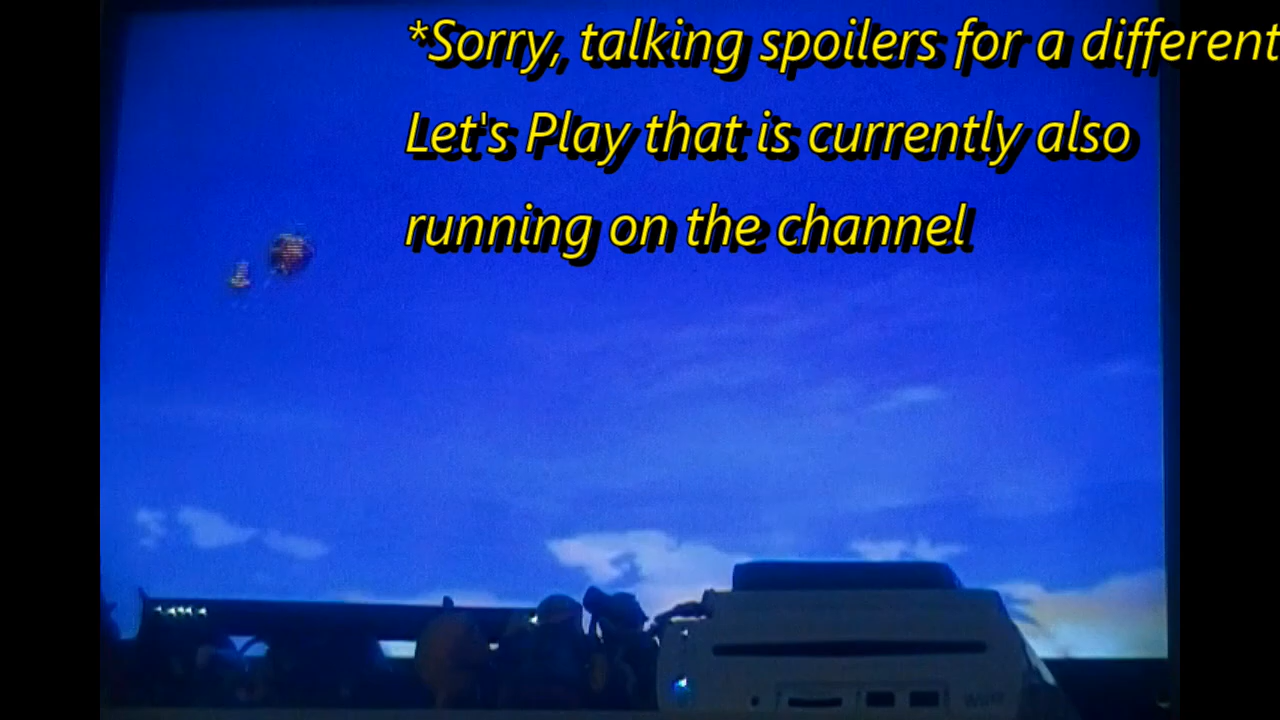 *Sorry, talking spoilers for a different
Let's Play that is currently also
running on the channel